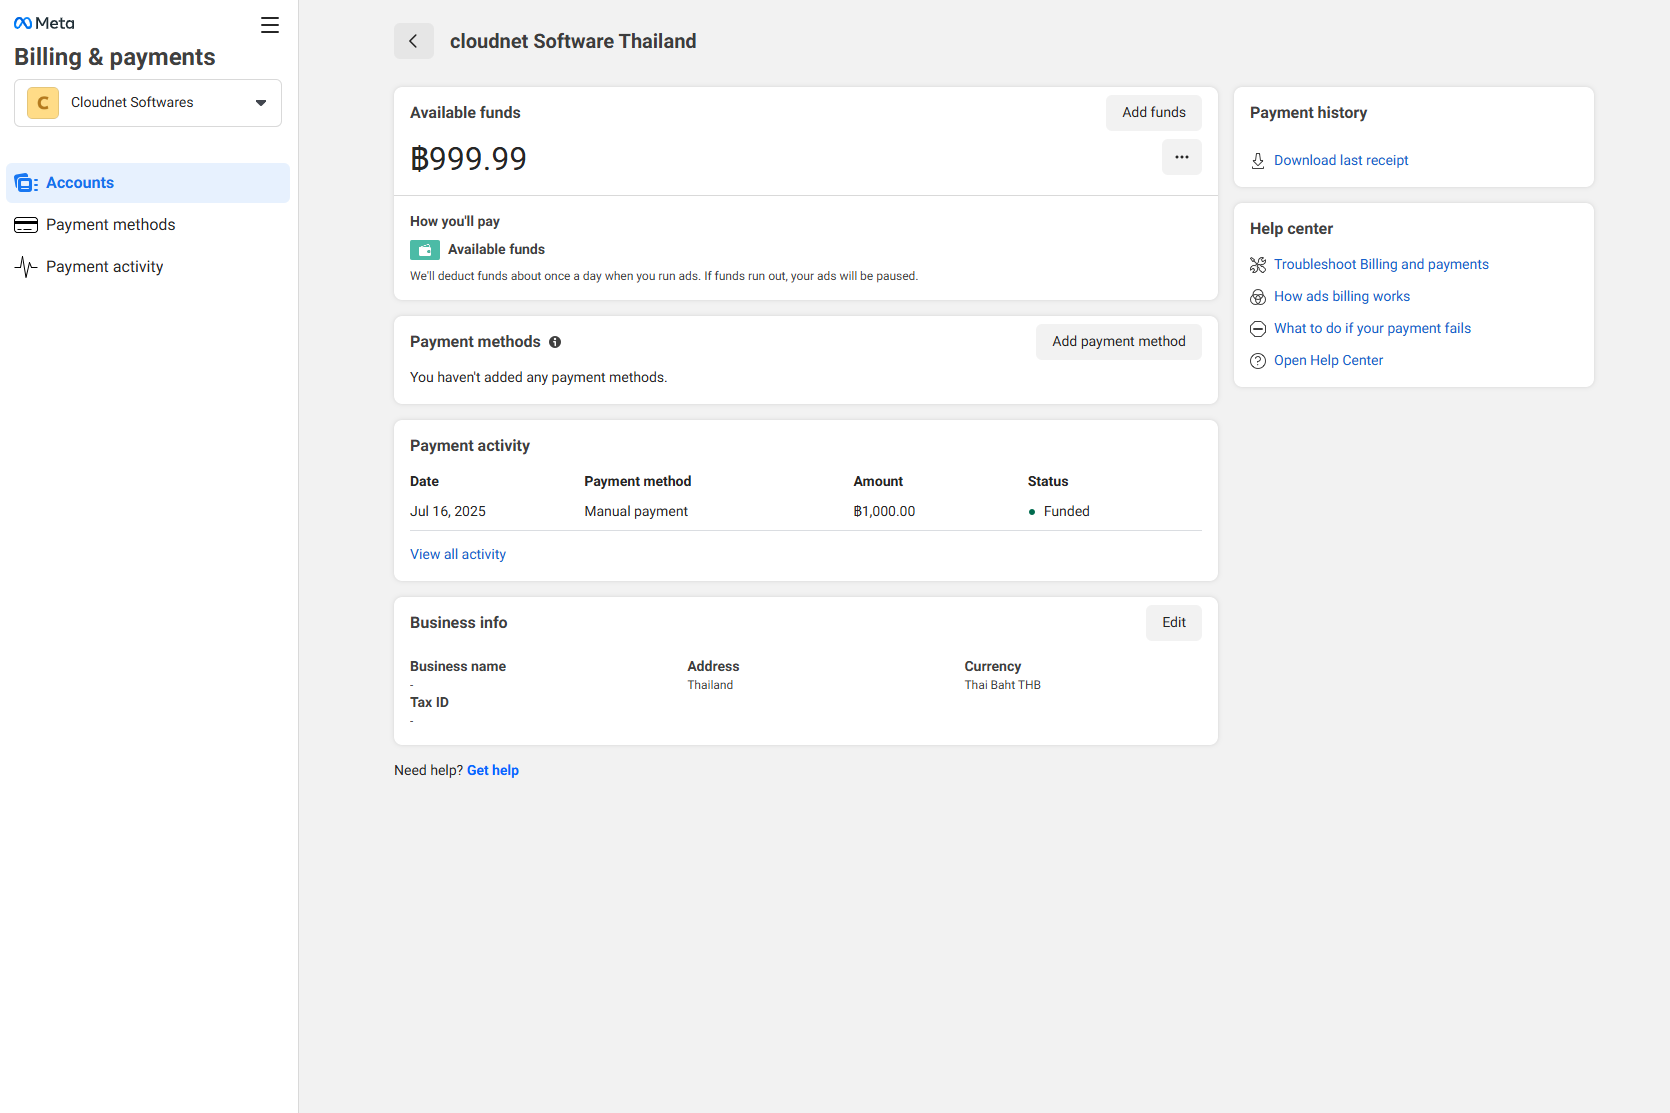 Meta
Billing & payments
C
Cloudnet Softwares
Accounts
Payment methods
Payment activity
cloudnet Software Thailand
Available funds
Add funds
฿999.99
How you'll pay
Available funds
We'll deduct funds about once a day when you run ads. If funds run out, your ads will be paused.
Payment methods
Add payment method
You haven't added any payment methods.
Payment activity
Date Payment method Amount Status
Jul 16, 2025 Manual payment ฿1,000.00 Funded
View all activity
Business info
Edit
Business name
-
Tax ID
-
Address
Thailand
Currency
Thai Baht THB
Need help? Get help
Payment history
Download last receipt
Help center
Troubleshoot Billing and payments
How ads billing works
What to do if your payment fails
Open Help Center